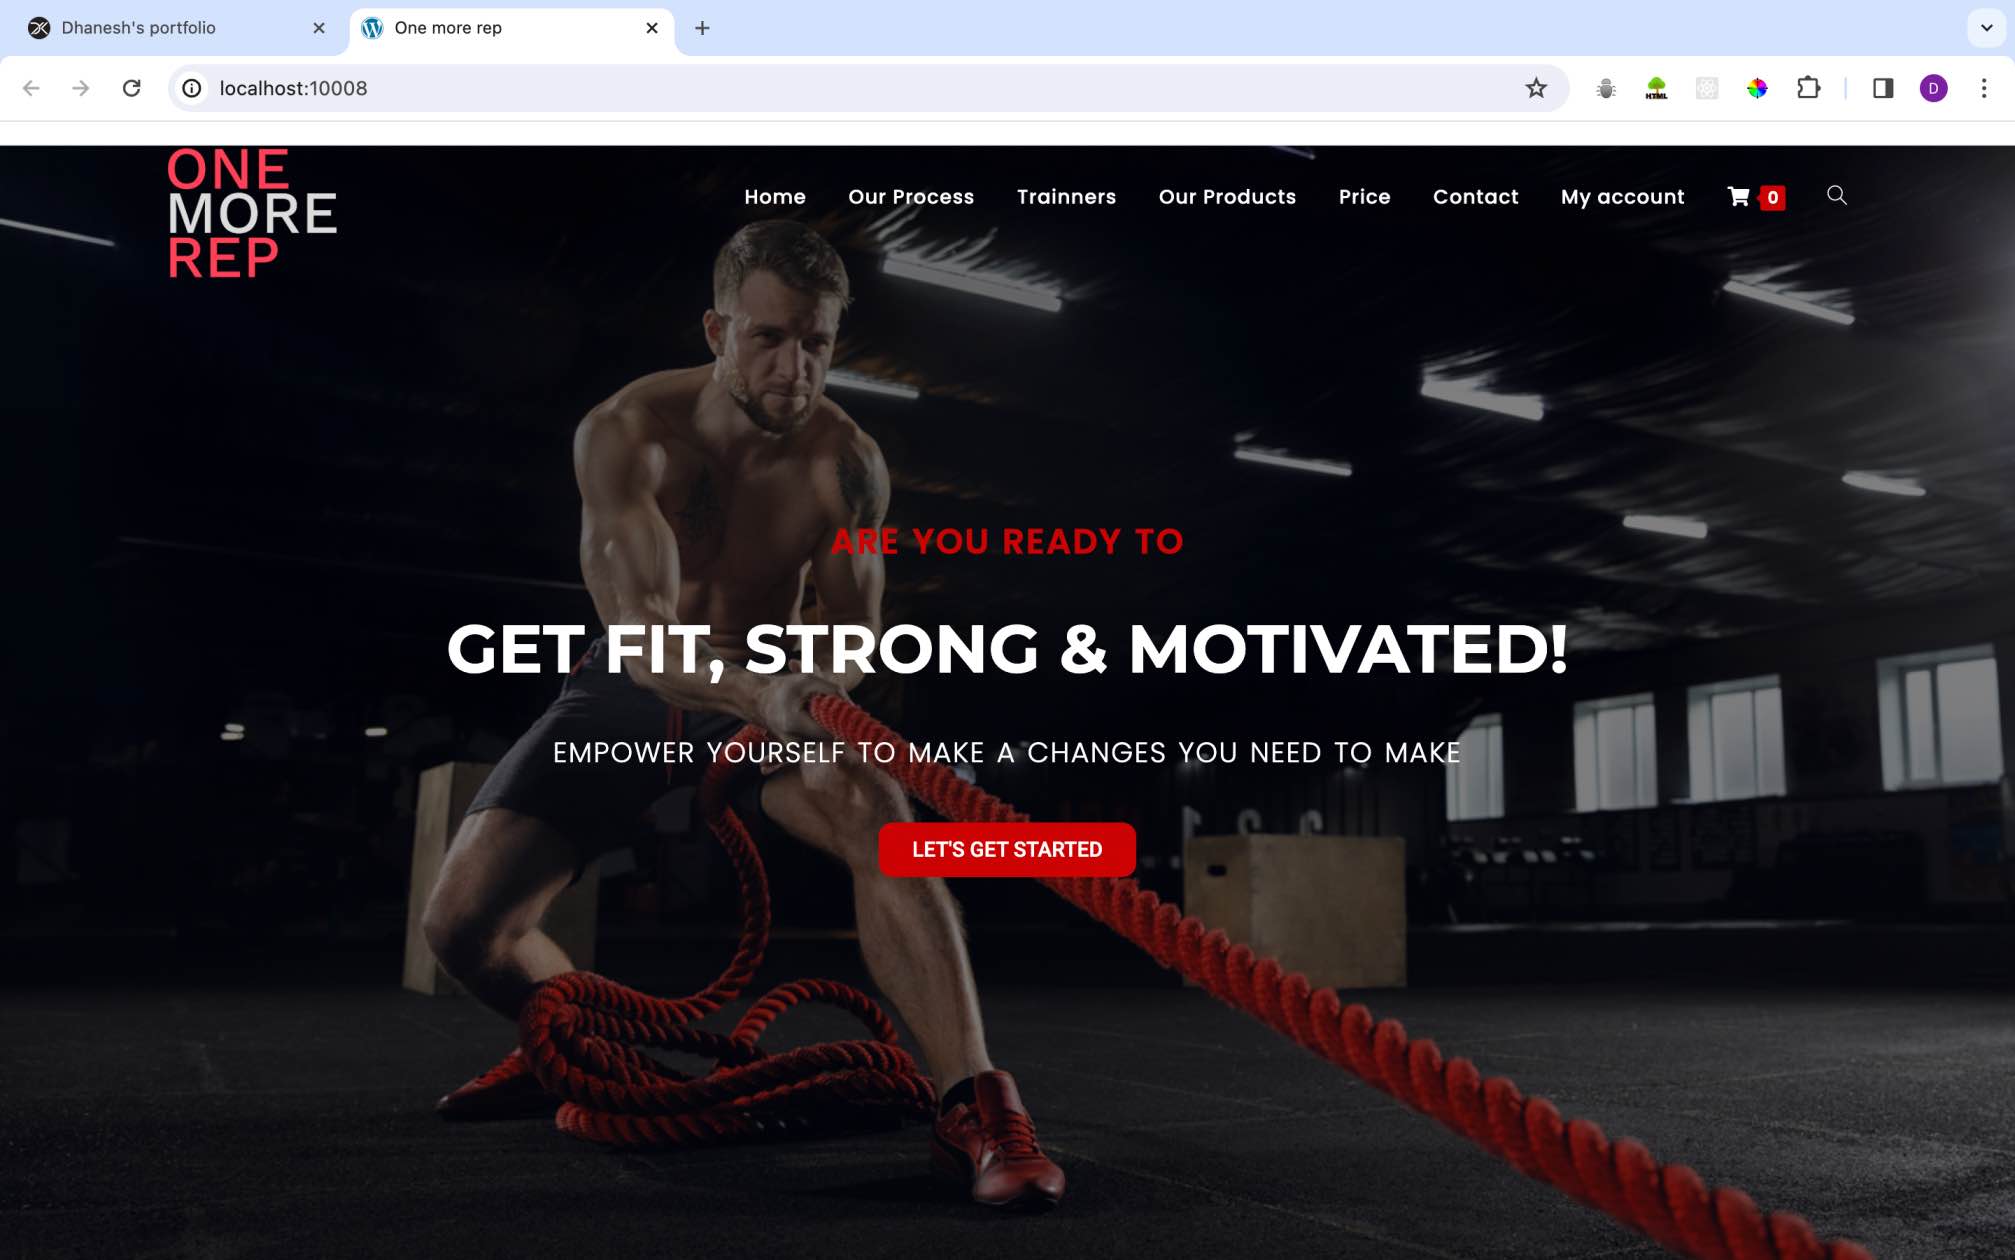 Dhanesh's portfolio
One more rep
localhost:10008
HTML
D
ONE
MORE
REP
Home Our Process Trainners Our Products Price Contact My account 0
ARE YOU READY TO
GET FIT, STRONG & MOTIVATED!
EMPOWER YOURSELF TO MAKE A CHANGES YOU NEED TO MAKE
LET'S GET STARTED